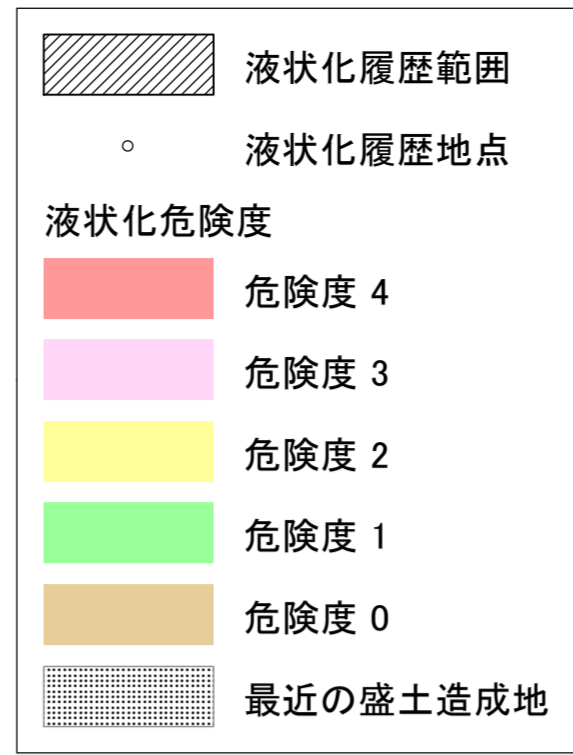 液状化履歴範囲
液状化履歴地点
液状化危険度
危険度 4
危険度 3
危険度 2
危険度 1
危険度 0
最近の盛土造成地